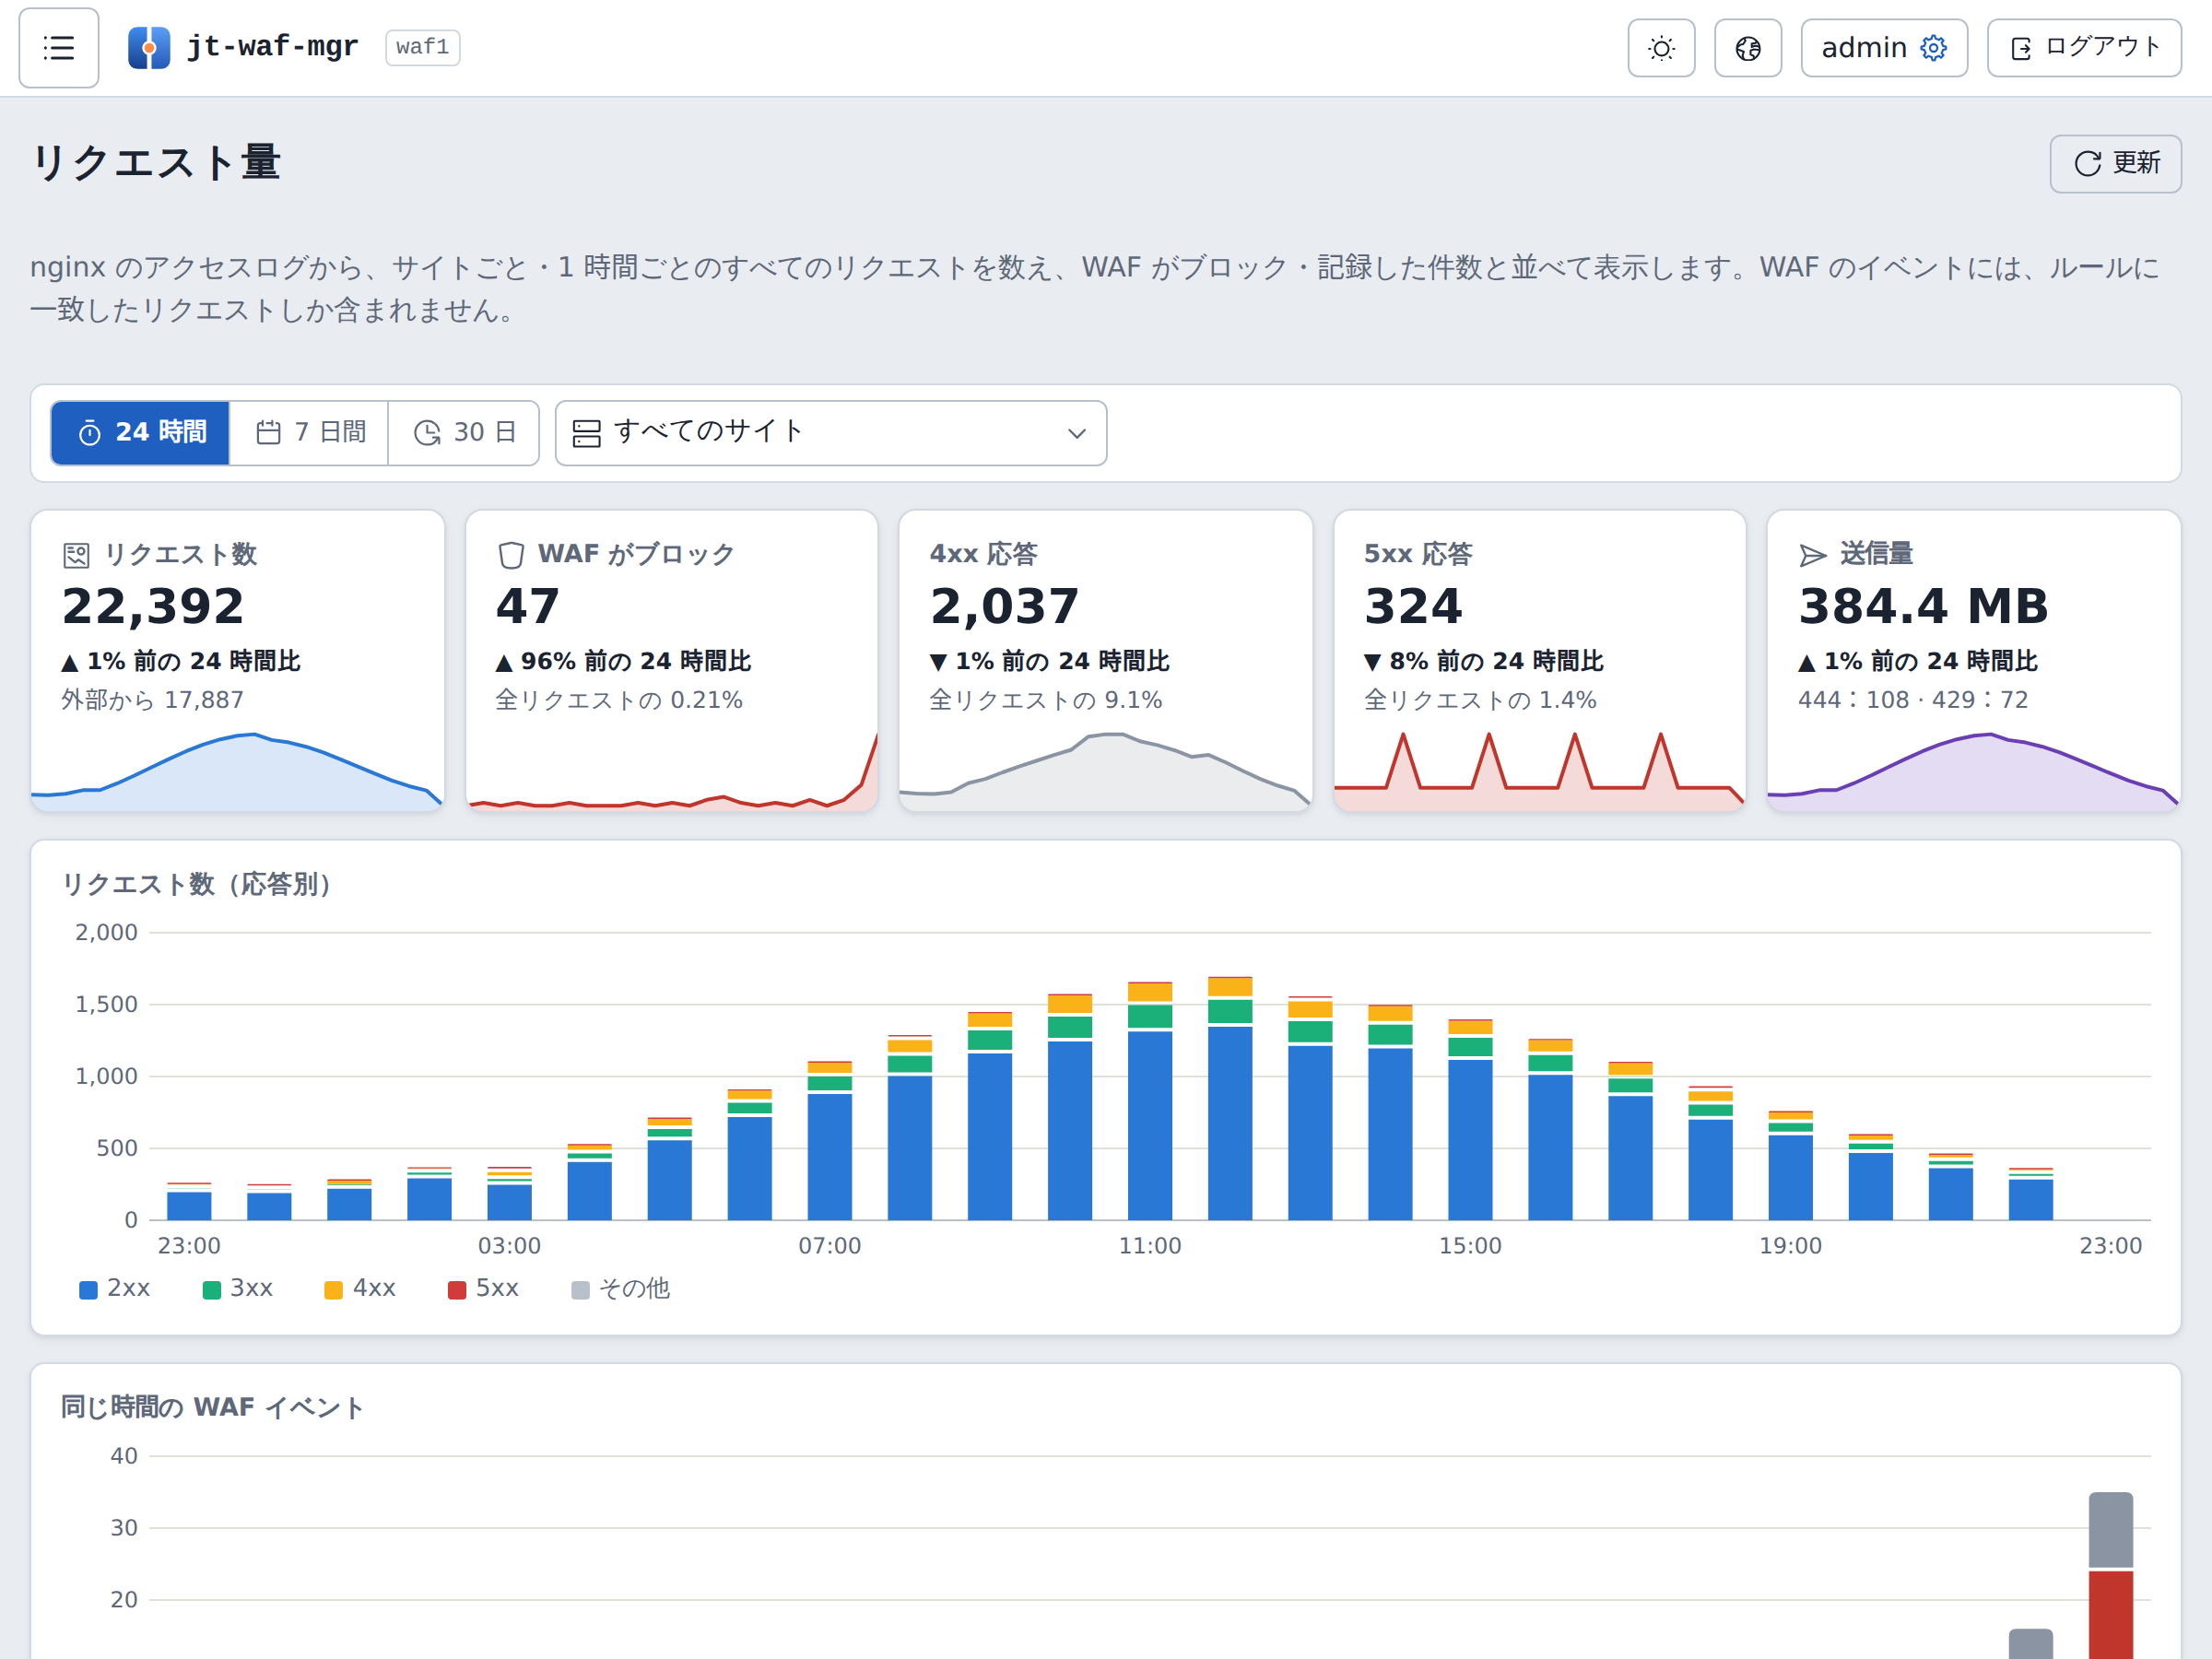 jt-waf-mgr waf1 admin ログアウト
リクエスト量 更新
nginx のアクセスログから、サイトごと・1 時間ごとのすべてのリクエストを数え、WAF がブロック・記録した件数と並べて表示します。WAF のイベントには、ルールに
一致したリクエストしか含まれません。
24 時間 7 日間 30 日 すべてのサイト
リクエスト数 WAF がブロック 4xx 応答 5xx 応答 送信量
22,392 47 2,037 324 384.4 MB
▲ 1% 前の 24 時間比 ▲ 96% 前の 24 時間比 ▼ 1% 前の 24 時間比 ▼ 8% 前の 24 時間比 ▲ 1% 前の 24 時間比
外部から 17,887 全リクエストの 0.21% 全リクエストの 9.1% 全リクエストの 1.4% 444：108 · 429：72
リクエスト数（応答別）
2,000
1,500
1,000
500
0
23:00 03:00 07:00 11:00 15:00 19:00 23:00
2xx 3xx 4xx 5xx その他
同じ時間の WAF イベント
40
30
20